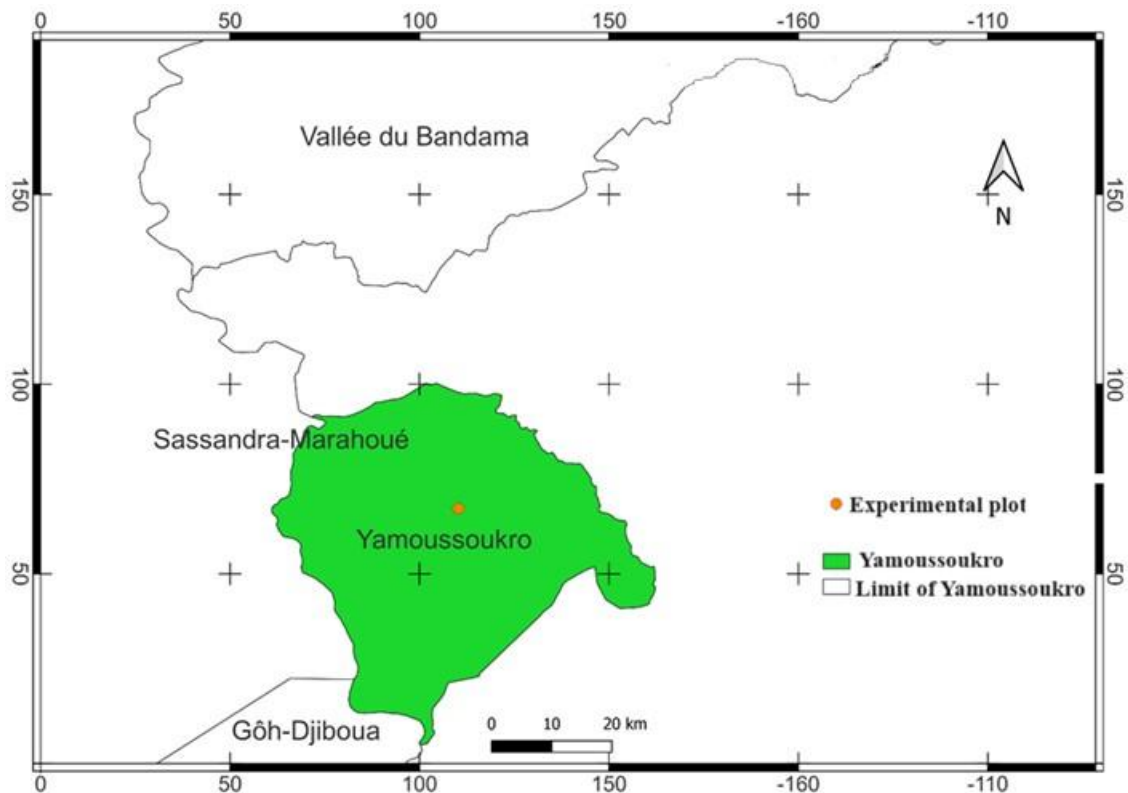 0 50 100 150 -160 -110
Vallée du Bandama
150 150
N
100 100
Sassandra-Marahoué
Experimental plot
Yamoussoukro
Yamoussoukro
50 50
Limit of Yamoussoukro
Gôh-Djiboua
0 10 20 km
0 50 100 150 -160 -110